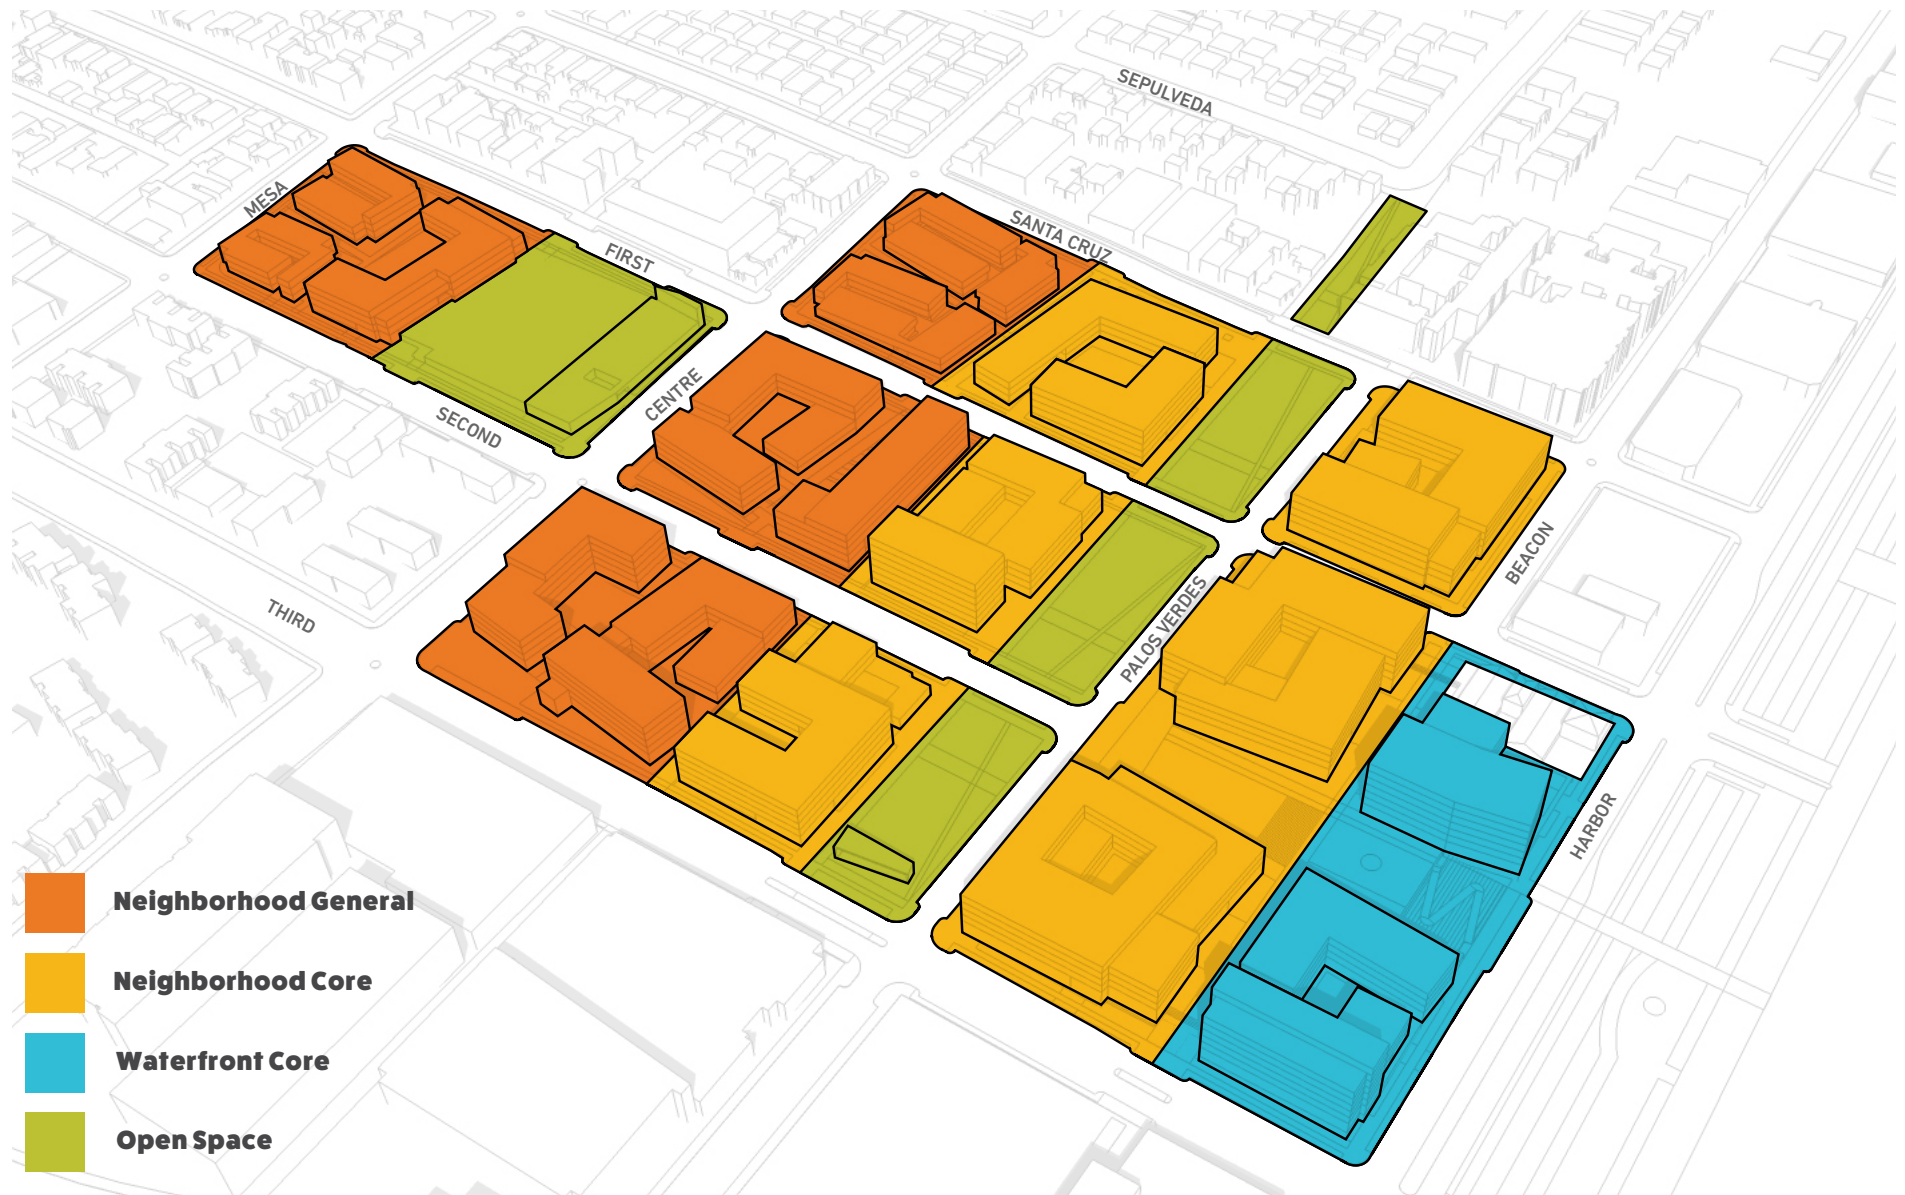 SEPULVEDA
MESA
SANTA CRUZ
FIRST
CENTRE
SECOND
BEACON
PALOS VERDES
THIRD
HARBOR
Neighborhood General
Neighborhood Core
Waterfront Core
Open Space